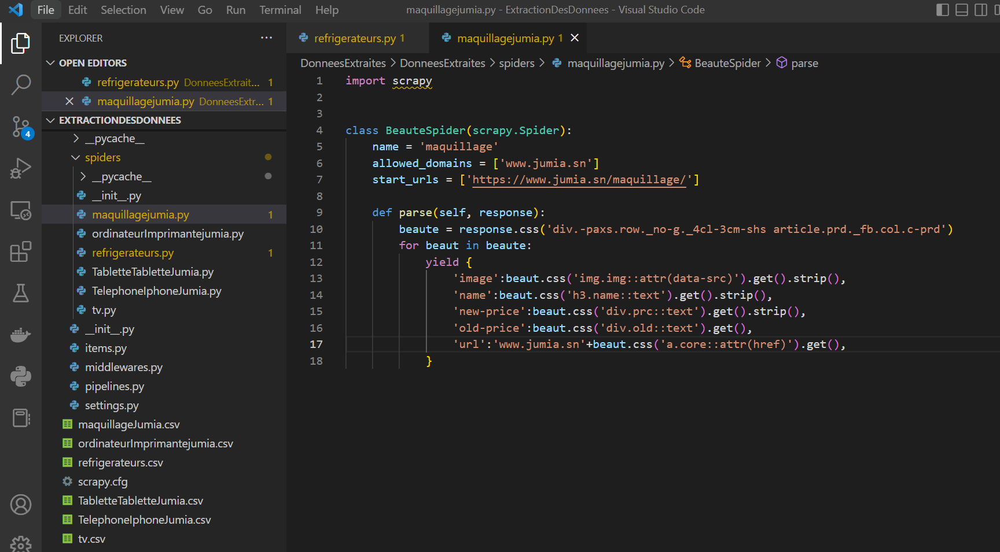 File Edit Selection View Go Run Terminal Help maquillagejumia.py - ExtractionDesDonnees - Visual Studio Code
EXPLORER ···
OPEN EDITORS
refrigerateurs.py DonneesExtrait... 1
maquillagejumia.py DonneesExtr... 1
EXTRACTIONDESDONNEES
__pycache__
spiders
__pycache__
__init__.py
maquillagejumia.py 1
ordinateurImprimantejumia.py
refrigerateurs.py 1
TabletteTabletteJumia.py
TelephoneIphoneJumia.py
tv.py
__init__.py
items.py
middlewares.py
pipelines.py
settings.py
maquillageJumia.csv
ordinateurImprimantejumia.csv
refrigerateurs.csv
scrapy.cfg
TabletteTabletteJumia.csv
TelephoneIphoneJumia.csv
tv.csv
4
refrigerateurs.py 1 maquillagejumia.py 1
DonneesExtraites > DonneesExtraites > spiders > maquillagejumia.py > BeauteSpider > parse
1 import scrapy
2
3
4 class BeauteSpider(scrapy.Spider):
5     name = 'maquillage'
6     allowed_domains = ['www.jumia.sn']
7     start_urls = ['https://www.jumia.sn/maquillage/']
8
9     def parse(self, response):
10         beaute = response.css('div.-paxs.row._no-g._4cl-3cm-shs article.prd._fb.col.c-prd')
11         for beaut in beaute:
12             yield {
13                 'image':beaut.css('img.img::attr(data-src)').get().strip(),
14                 'name':beaut.css('h3.name::text').get().strip(),
15                 'new-price':beaut.css('div.prc::text').get().strip(),
16                 'old-price':beaut.css('div.old::text').get(),
17                 'url':'www.jumia.sn'+beaut.css('a.core::attr(href)').get(),
18             }